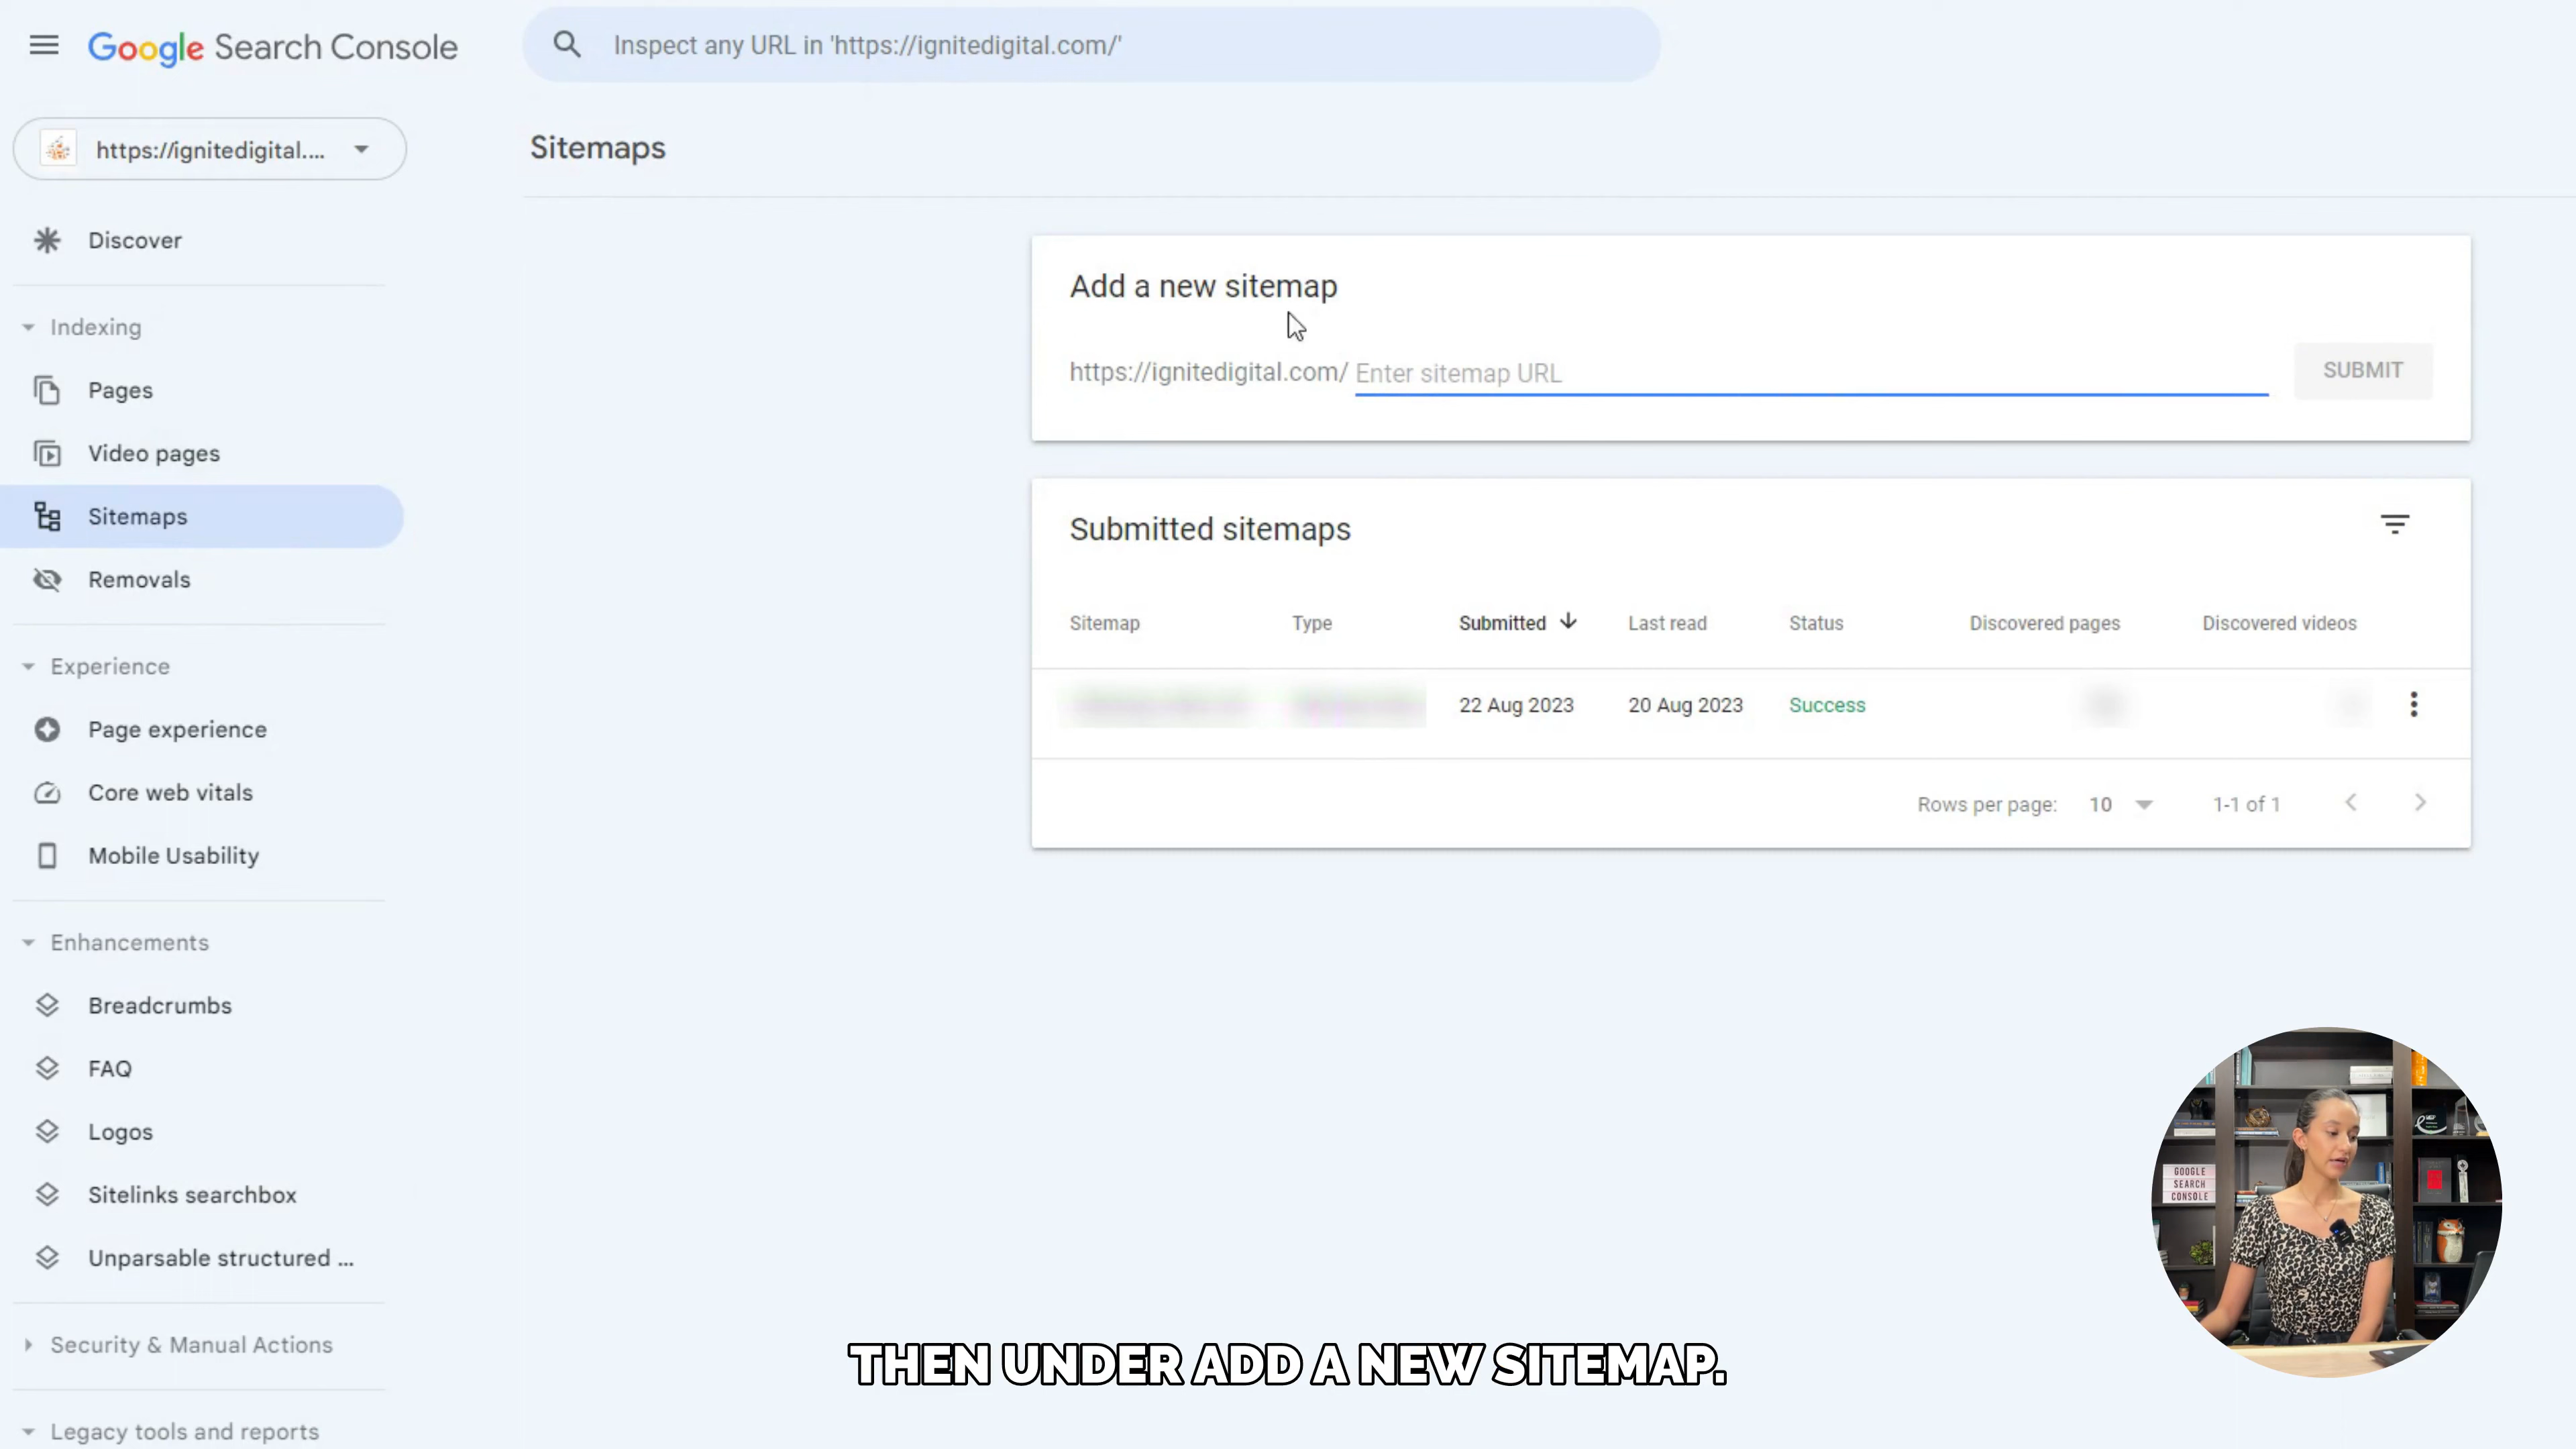 Google Search Console
Inspect any URL in 'https://ignitedigital.com/'
https://ignitedigital....
Sitemaps
Discover
Indexing
Pages
Video pages
Sitemaps
Removals
Experience
Page experience
Core web vitals
Mobile Usability
Enhancements
Breadcrumbs
FAQ
Logos
Sitelinks searchbox
Unparsable structured ...
Security & Manual Actions
Legacy tools and reports
Add a new sitemap
https://ignitedigital.com/ Enter sitemap URL SUBMIT
Submitted sitemaps
Sitemap Type Submitted Last read Status Discovered pages Discovered videos
22 Aug 2023 20 Aug 2023 Success
Rows per page: 10 1-1 of 1
GOOGLE
SEARCH
CONSOLE
THEN UNDER ADD A NEW SITEMAP.